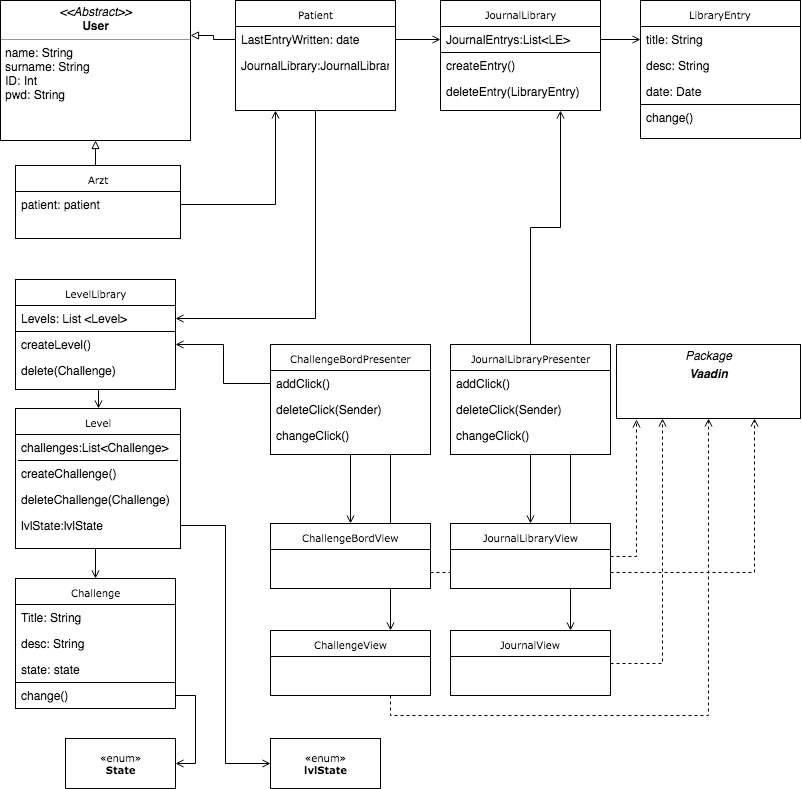 <<Abstract>>
User
name: String
surname: String
ID: Int
pwd: String
Patient
LastEntryWritten: date
JournalLibrary:JournalLibrar
JournalLibrary
JournalEntrys:List<LE>
createEntry()
deleteEntry(LibraryEntry)
LibraryEntry
title: String
desc: String
date: Date
change()
Arzt
patient: patient
LevelLibrary
Levels: List <Level>
createLevel()
delete(Challenge)
ChallengeBordPresenter
addClick()
deleteClick(Sender)
changeClick()
JournalLibraryPresenter
addClick()
deleteClick(Sender)
changeClick()
Package
Vaadin
Level
challenges:List<Challenge>
createChallenge()
deleteChallenge(Challenge)
lvlState:lvlState
ChallengeBordView
JournalLibraryView
Challenge
Title: String
desc: String
state: state
change()
ChallengeView
JournalView
«enum»
State
«enum»
lvlState